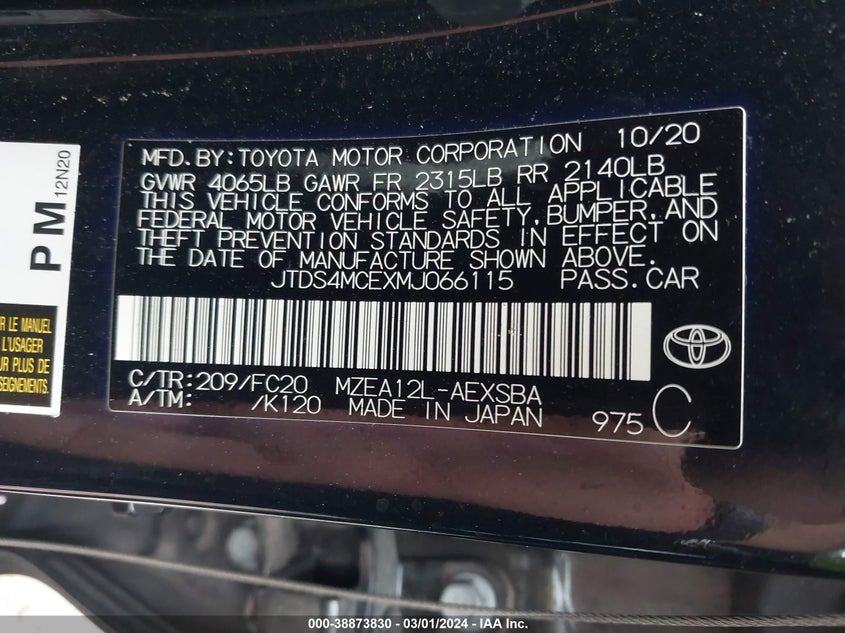 MFD. BY: TOYOTA MOTOR CORPORATION 10/20
GVWR 4065LB GAWR FR 2315LB RR 2140LB
THIS VEHICLE CONFORMS TO ALL APPLICABLE
FEDERAL MOTOR VEHICLE SAFETY, BUMPER, AND
THEFT PREVENTION STANDARDS IN EFFECT ON
THE DATE OF MANUFACTURE SHOWN ABOVE.
JTDS4MCEXMJ066115 PASS. CAR
C/TR: 209/FC20 MZEA12L-AEXSBA
A/TM: /K120 MADE IN JAPAN 975 C
PM
12N20
R LE MANUEL
L'USAGER
PUR PLUS DE
SEIGNEMENTS.
000-38873830 - 03/01/2024 - © IAA Inc.